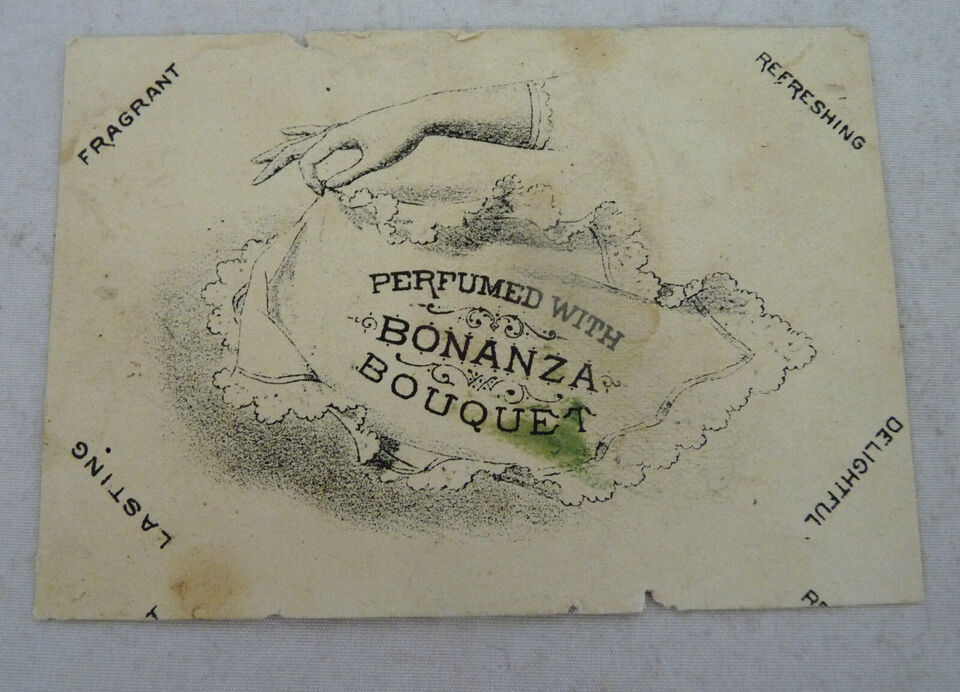 FRAGRANT
REFRESHING
PERFUMED WITH
BONANZA
BOUQUET
LASTING
DELIGHTFUL